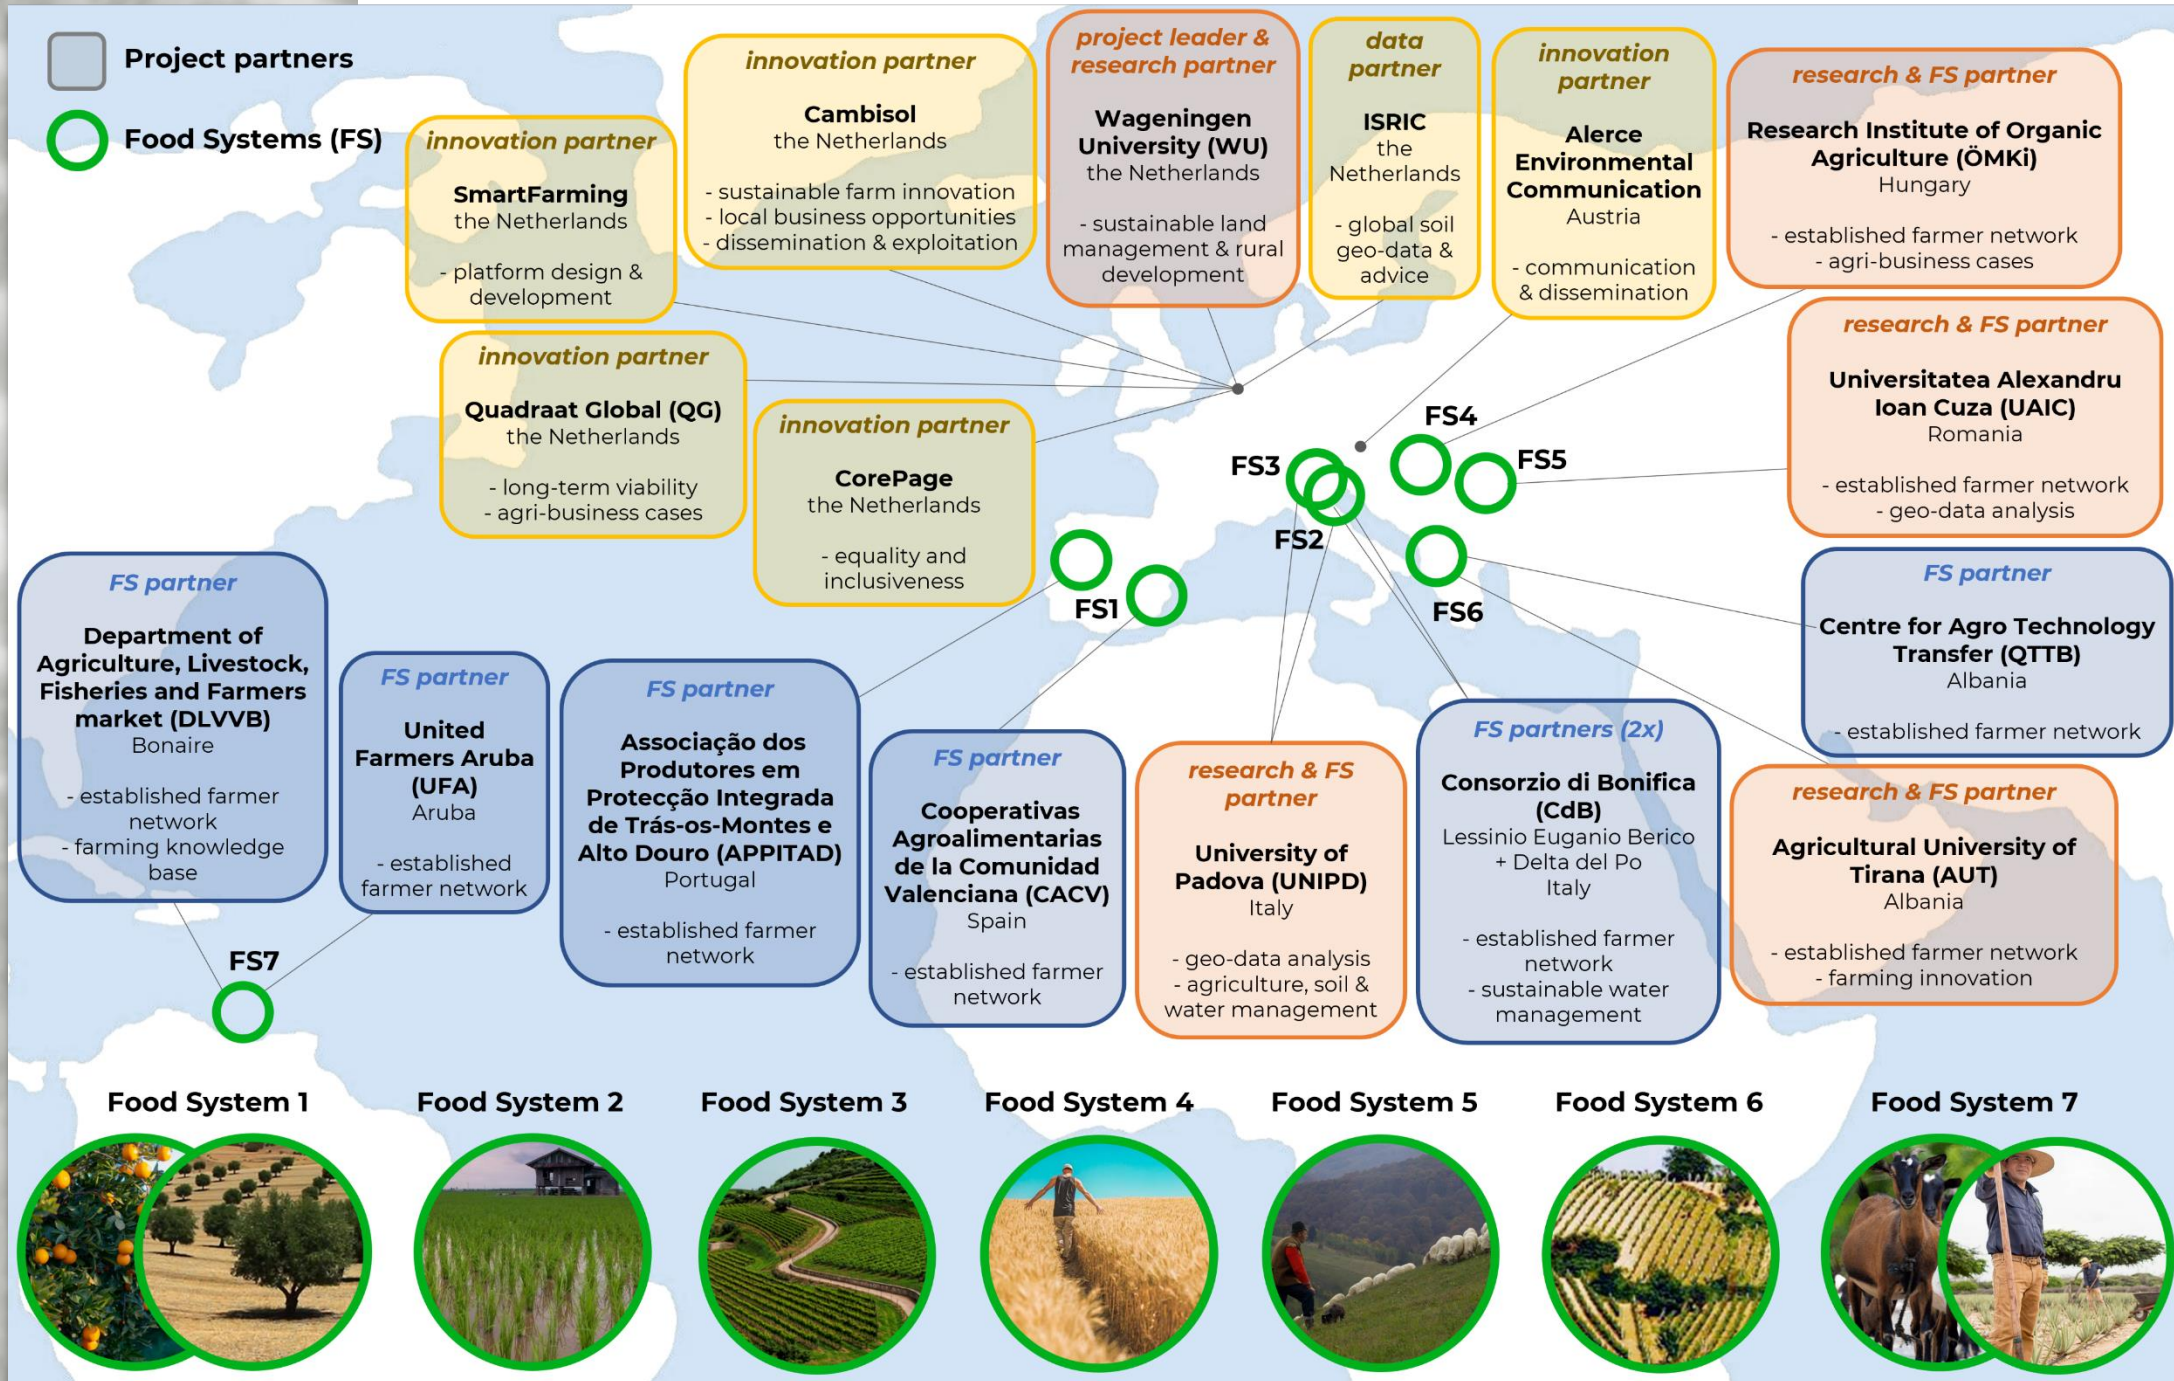 Project partners
Food Systems (FS)
innovation partner
SmartFarming
the Netherlands
- platform design &
development
innovation partner
Cambisol
the Netherlands
- sustainable farm innovation
- local business opportunities
- dissemination & exploitation
project leader &
research partner
Wageningen
University (WU)
the Netherlands
- sustainable land
management & rural
development
data
partner
ISRIC
the
Netherlands
- global soil
geo-data &
advice
innovation
partner
Alerce
Environmental
Communication
Austria
- communication
& dissemination
research & FS partner
Research Institute of Organic
Agriculture (ÖMKi)
Hungary
- established farmer network
- agri-business cases
innovation partner
Quadraat Global (QG)
the Netherlands
- long-term viability
- agri-business cases
innovation partner
CorePage
the Netherlands
- equality and
inclusiveness
research & FS partner
Universitatea Alexandru
Ioan Cuza (UAIC)
Romania
- established farmer network
- geo-data analysis
FS4
FS3
FS5
FS2
FS1
FS6
FS partner
Department of
Agriculture, Livestock,
Fisheries and Farmers
market (DLVVB)
Bonaire
- established farmer
network
- farming knowledge
base
FS partner
United
Farmers Aruba
(UFA)
Aruba
- established
farmer network
FS partner
Associação dos
Produtores em
Protecção Integrada
de Trás-os-Montes e
Alto Douro (APPITAD)
Portugal
- established farmer
network
FS partner
Cooperativas
Agroalimentarias
de la Comunidad
Valenciana (CACV)
Spain
- established farmer
network
research & FS
partner
University of
Padova (UNIPD)
Italy
- geo-data analysis
- agriculture, soil &
water management
FS partners (2x)
Consorzio di Bonifica
(CdB)
Lessinio Euganio Berico
+ Delta del Po
Italy
- established farmer
network
- sustainable water
management
FS partner
Centre for Agro Technology
Transfer (QTTB)
Albania
- established farmer network
research & FS partner
Agricultural University of
Tirana (AUT)
Albania
- established farmer network
- farming innovation
FS7
Food System 1
Food System 2
Food System 3
Food System 4
Food System 5
Food System 6
Food System 7